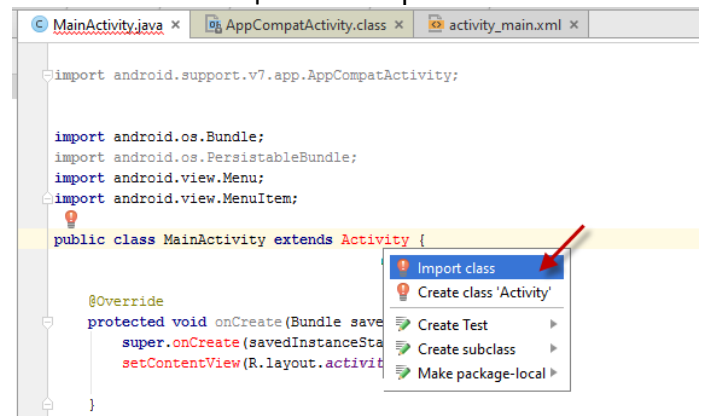 MainActivity.java × AppCompatActivity.class × activity_main.xml ×
import android.support.v7.app.AppCompatActivity;
import android.os.Bundle;
import android.os.PersistableBundle;
import android.view.Menu;
import android.view.MenuItem;
public class MainActivity extends Activity {
Import class
Create class 'Activity'
Create Test
Create subclass
Make package-local
@Override
protected void onCreate(Bundle save
super.onCreate(savedInstanceSta
setContentView(R.layout.activit
}